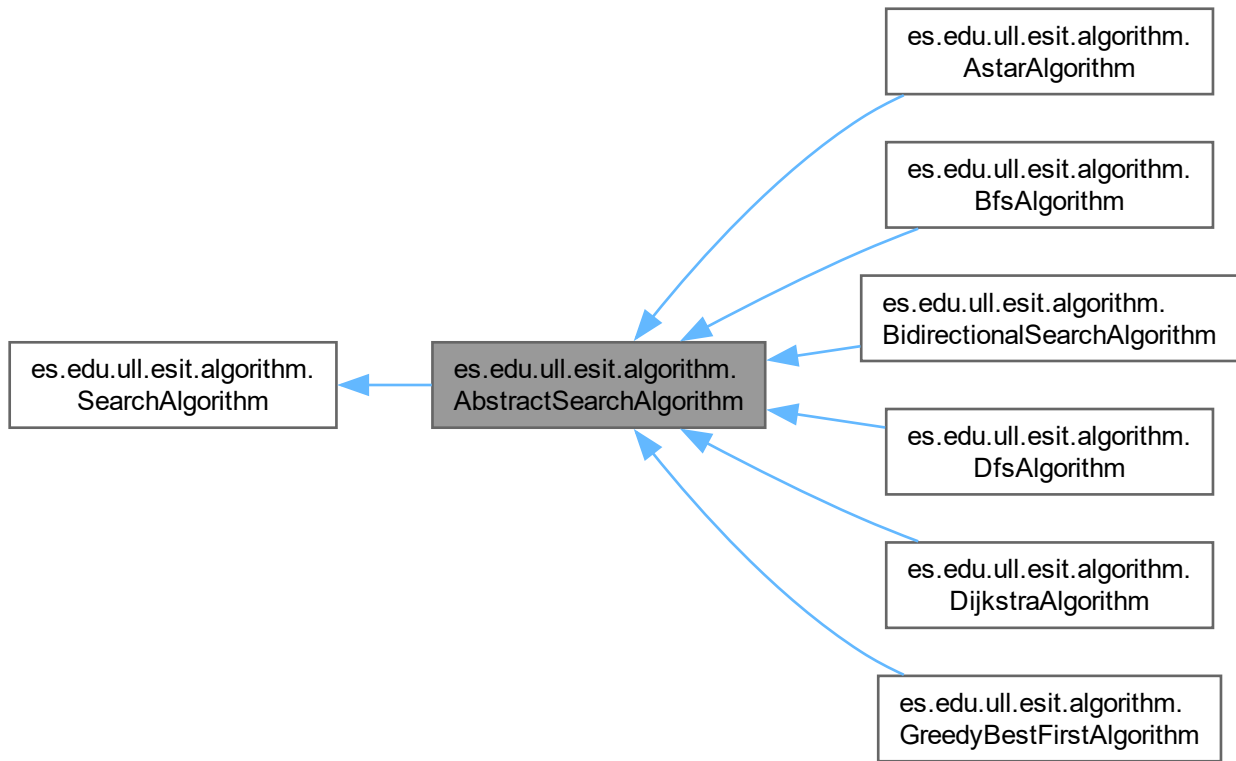 es.edu.ull.esit.algorithm.
SearchAlgorithm
es.edu.ull.esit.algorithm.
AbstractSearchAlgorithm
es.edu.ull.esit.algorithm.
AstarAlgorithm
es.edu.ull.esit.algorithm.
BfsAlgorithm
es.edu.ull.esit.algorithm.
BidirectionalSearchAlgorithm
es.edu.ull.esit.algorithm.
DfsAlgorithm
es.edu.ull.esit.algorithm.
DijkstraAlgorithm
es.edu.ull.esit.algorithm.
GreedyBestFirstAlgorithm